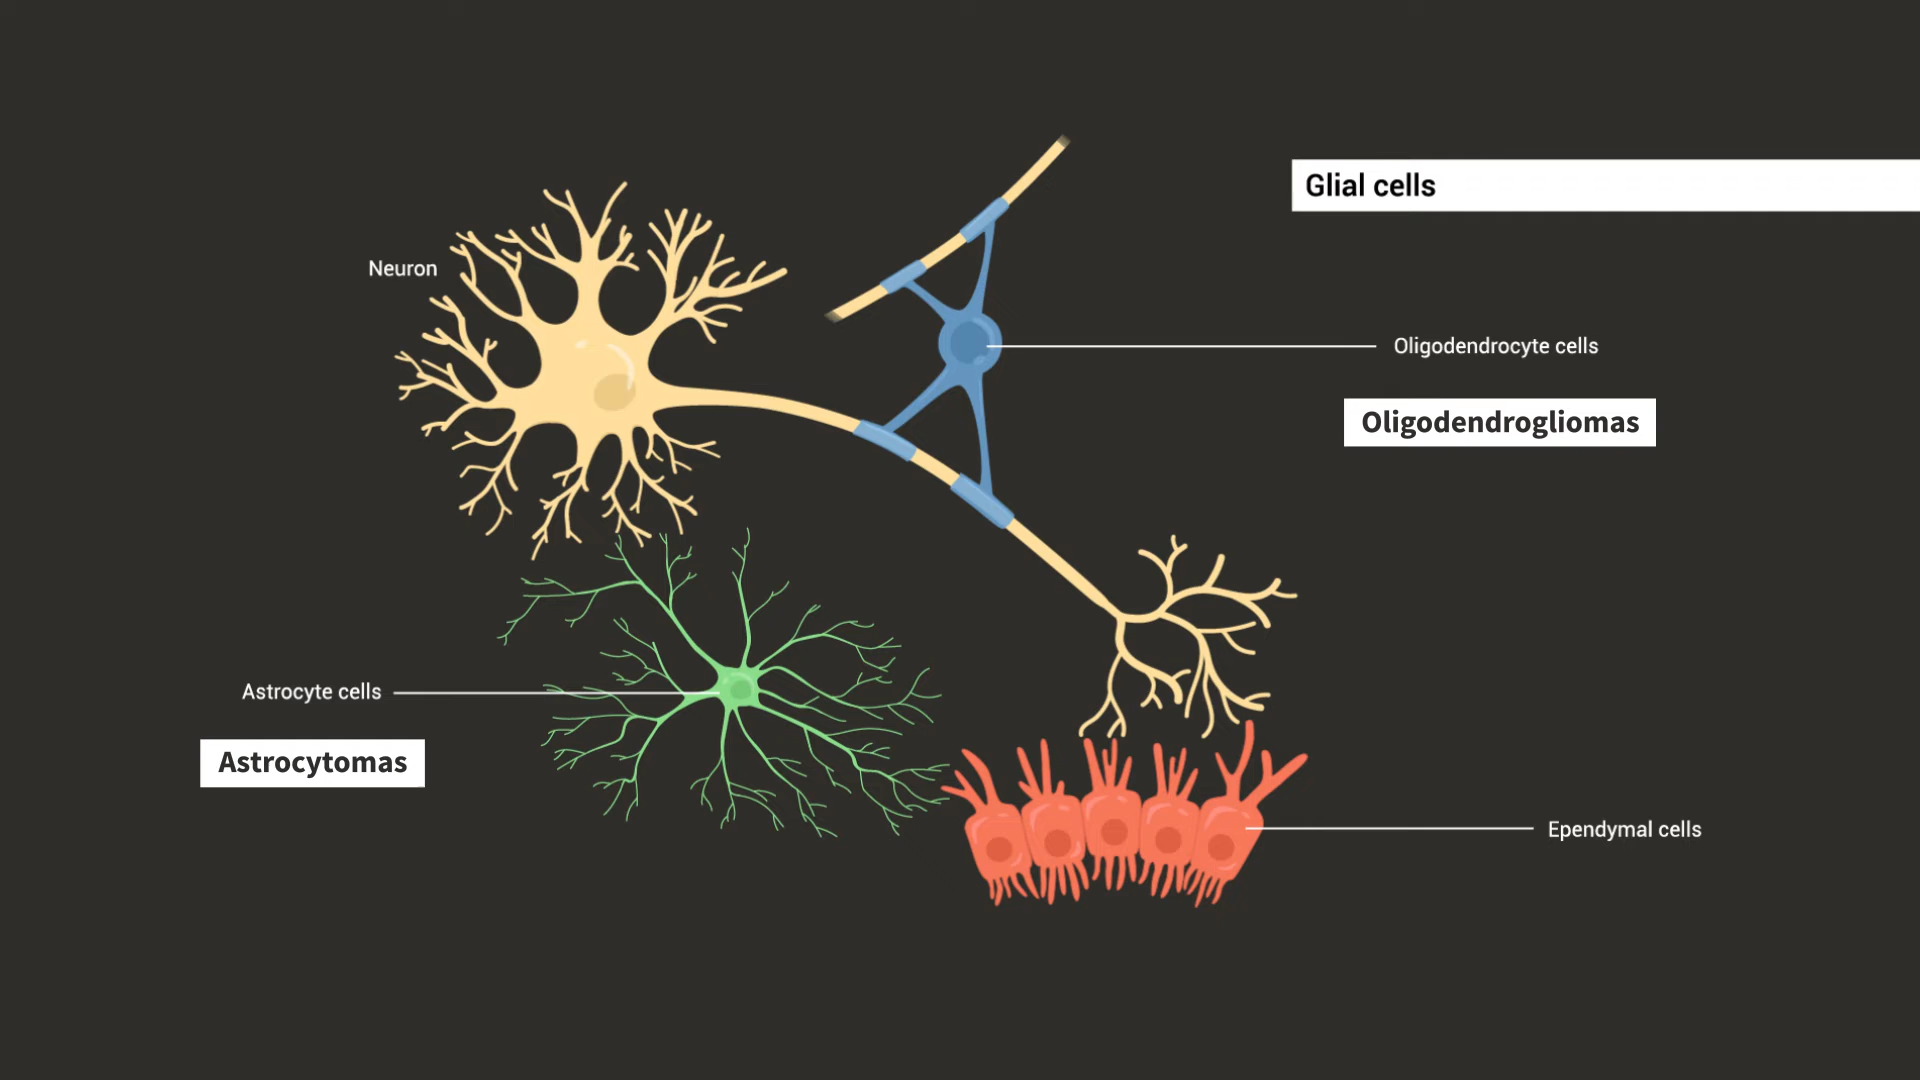 Glial cells
Neuron
Oligodendrocyte cells
Oligodendrogliomas
Astrocyte cells
Astrocytomas
Ependymal cells